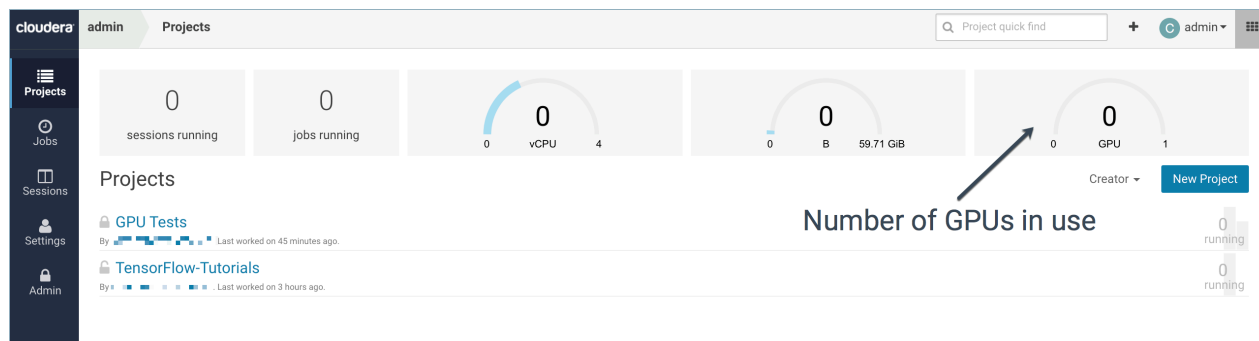 cloudera admin Projects Project quick find + C admin
Projects
Jobs
Sessions
Settings
Admin
0
sessions running
0
jobs running
0
0 vCPU 4
0
0 B 59.71 GiB
0
0 GPU 1
Projects Creator New Project
Number of GPUs in use
GPU Tests
By Last worked on 45 minutes ago.
0
running
TensorFlow-Tutorials
By . Last worked on 3 hours ago.
0
running